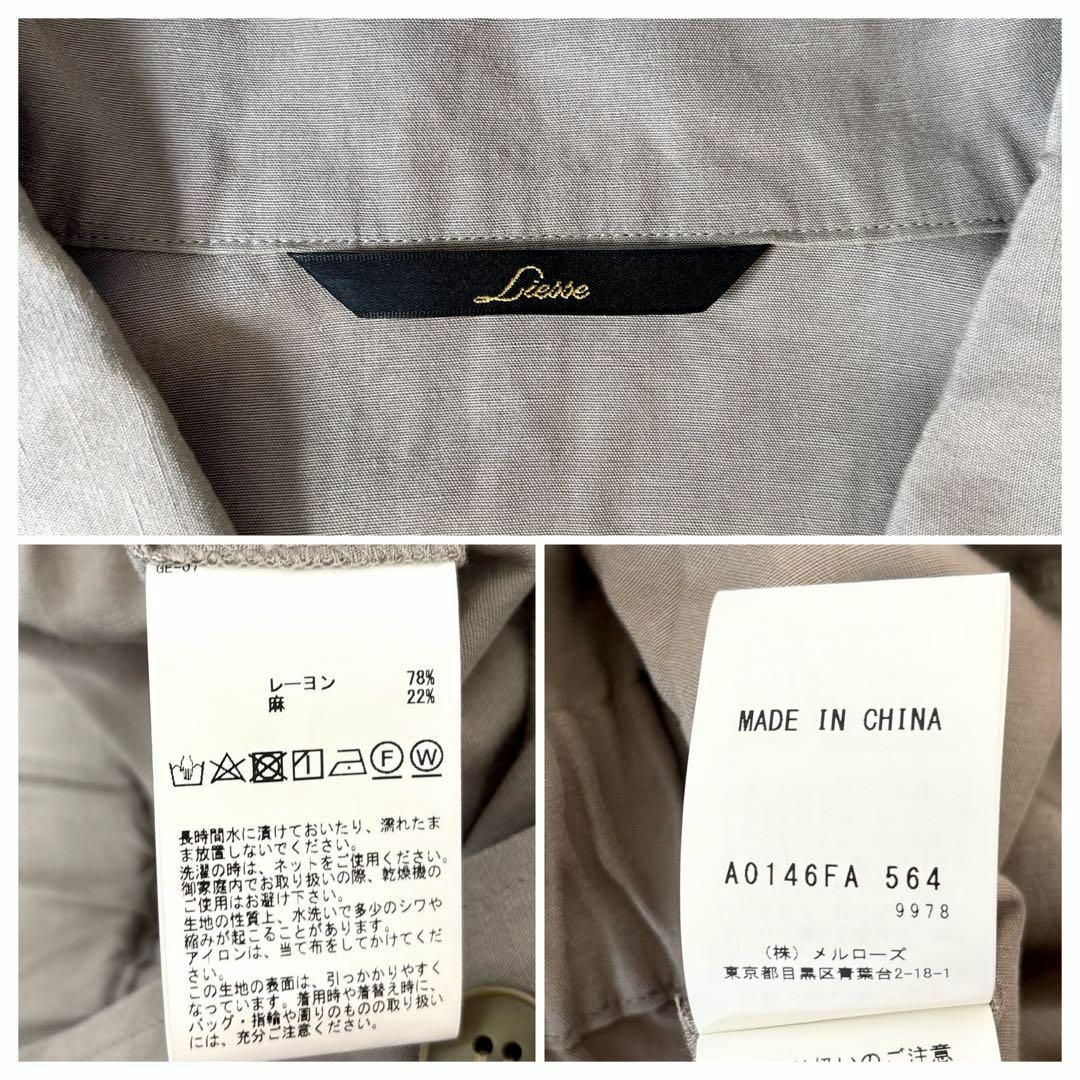 Liesse
GE-07
レーヨン 78%
麻 22%
F W
長時間水に漬けておいたり、濡れたま
ま放置しないでください。
洗濯の時は、ネットをご使用ください。
御家庭内でお取り扱いの際、乾燥機の
ご使用はお避け下さい。
生地の性質上、水洗いで多少のシワや
縮みが起こることがあります。
アイロンは、当て布をしてかけてくだ
さい。
この生地の表面は、引っかかりやすく
なっています。着用時や着替え時に、
バッグ・指輪や周りのものの取り扱い
には、充分ご注意ください。
MADE IN CHINA
A0146FA 564
9978
(株) メルローズ
東京都目黒区青葉台2-18-1
扱いのご注意